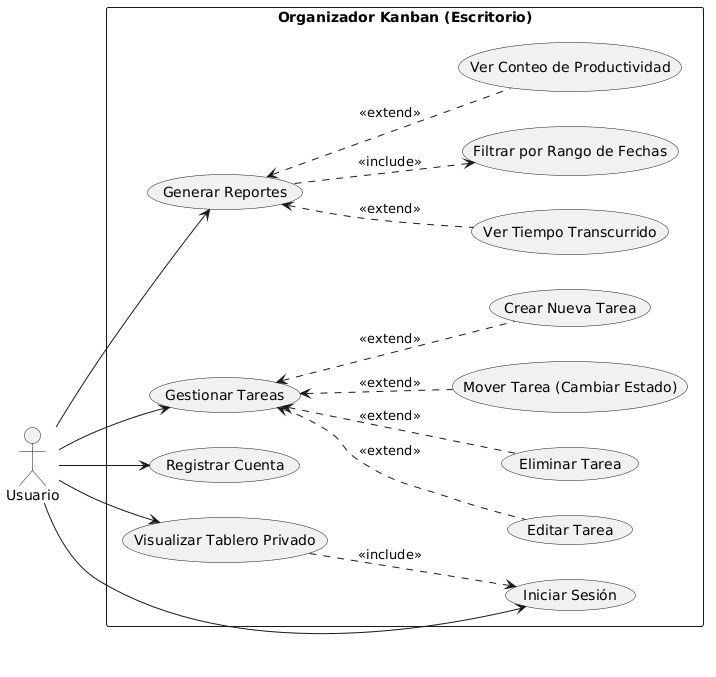 Organizador Kanban (Escritorio)
Ver Conteo de Productividad
«extend»
Filtrar por Rango de Fechas
«include»
Generar Reportes
«extend»
Ver Tiempo Transcurrido
Crear Nueva Tarea
«extend»
Mover Tarea (Cambiar Estado)
«extend»
Gestionar Tareas
«extend»
Eliminar Tarea
«extend»
Registrar Cuenta
Usuario
Editar Tarea
Visualizar Tablero Privado
«include»
Iniciar Sesión